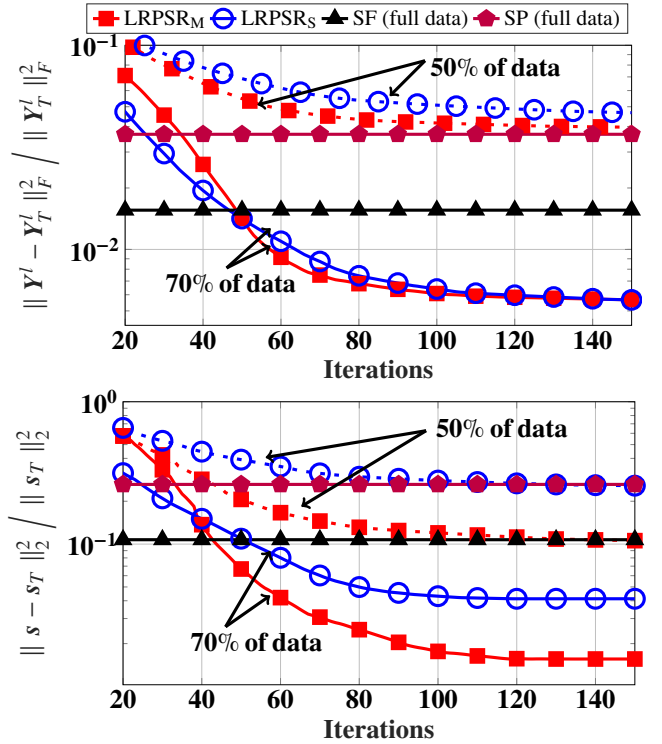 LRPSR_M LRPSR_S SF (full data) SP (full data)
10^{-1}
10^{-2}
‖ Y^l − Y_T^l ‖_F^2 / ‖ Y_T^l ‖_F^2
50% of data
70% of data
20 40 60 80 100 120 140
Iterations
10^0
10^{-1}
‖ s − s_T ‖_2^2 / ‖ s_T ‖_2^2
50% of data
70% of data
20 40 60 80 100 120 140
Iterations